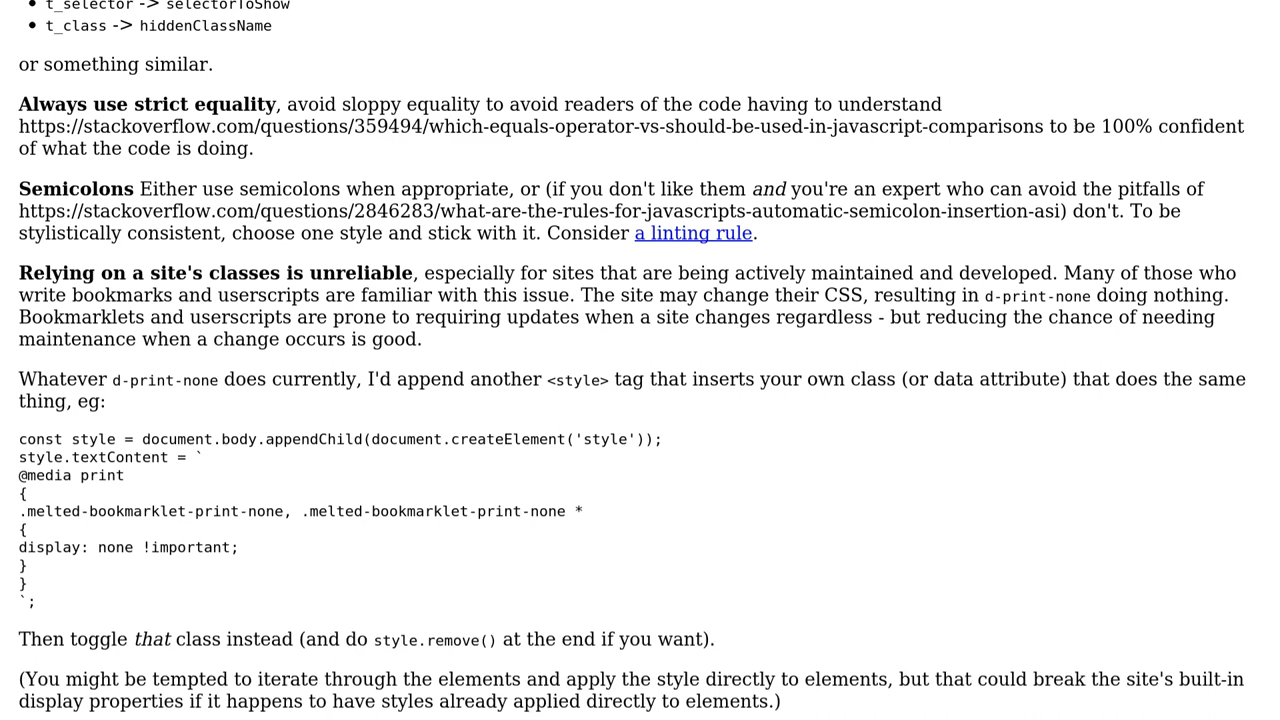 t_selector -> selectorToShow
t_class -> hiddenClassName
or something similar.
Always use strict equality, avoid sloppy equality to avoid readers of the code having to understand
https://stackoverflow.com/questions/359494/which-equals-operator-vs-should-be-used-in-javascript-comparisons to be 100% confident
of what the code is doing.
Semicolons Either use semicolons when appropriate, or (if you don't like them and you're an expert who can avoid the pitfalls of
https://stackoverflow.com/questions/2846283/what-are-the-rules-for-javascripts-automatic-semicolon-insertion-asi) don't. To be
stylistically consistent, choose one style and stick with it. Consider a linting rule.
Relying on a site's classes is unreliable, especially for sites that are being actively maintained and developed. Many of those who
write bookmarks and userscripts are familiar with this issue. The site may change their CSS, resulting in d-print-none doing nothing.
Bookmarklets and userscripts are prone to requiring updates when a site changes regardless - but reducing the chance of needing
maintenance when a change occurs is good.
Whatever d-print-none does currently, I'd append another <style> tag that inserts your own class (or data attribute) that does the same
thing, eg:
const style = document.body.appendChild(document.createElement('style'));
style.textContent = `
@media print
{
.melted-bookmarklet-print-none, .melted-bookmarklet-print-none *
{
display: none !important;
}
}
`;
Then toggle that class instead (and do style.remove() at the end if you want).
(You might be tempted to iterate through the elements and apply the style directly to elements, but that could break the site's built-in
display properties if it happens to have styles already applied directly to elements.)